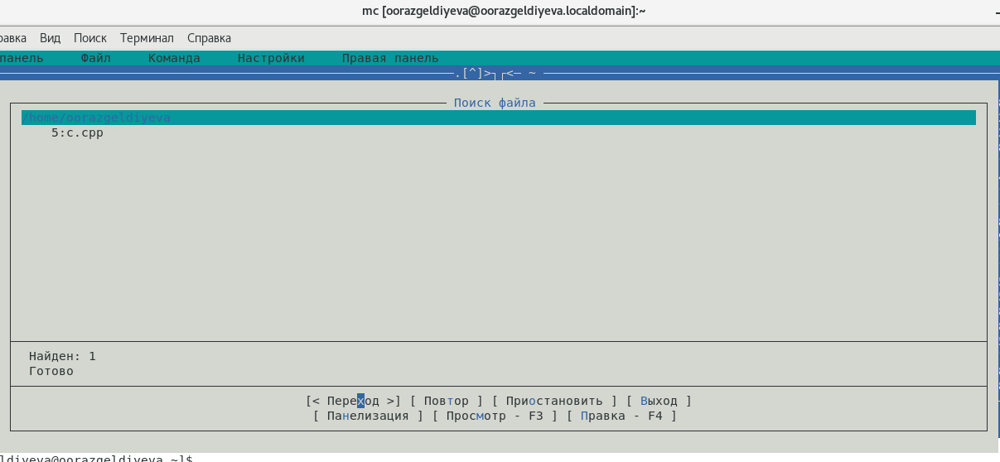 mc [oorazgeldiyeva@oorazgeldiyeva.localdomain]:~
равка Вид Поиск Терминал Справка
панель Файл Команда Настройки Правая панель
.[^]>┐┌<─ ~
Поиск файла
/home/oorazgeldiyeva
5:c.cpp
Найден: 1
Готово
[< Переход >] [ Повтор ] [ Приостановить ] [ Выход ]
[ Панелизация ] [ Просмотр - F3 ] [ Правка - F4 ]
ldiyeva@oorazgeldiyeva ~]$